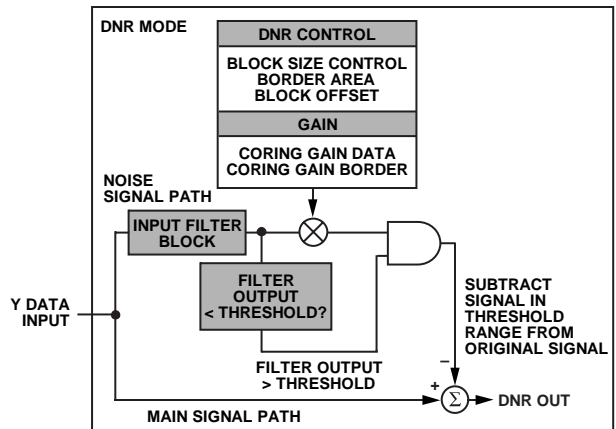 DNR MODE
DNR CONTROL
BLOCK SIZE CONTROL
BORDER AREA
BLOCK OFFSET
GAIN
CORING GAIN DATA
CORING GAIN BORDER
NOISE
SIGNAL PATH
INPUT FILTER
BLOCK
FILTER
OUTPUT
< THRESHOLD?
Y DATA
INPUT
FILTER OUTPUT
> THRESHOLD
SUBTRACT
SIGNAL IN
THRESHOLD
RANGE FROM
ORIGINAL SIGNAL
–
+
Σ
DNR OUT
MAIN SIGNAL PATH